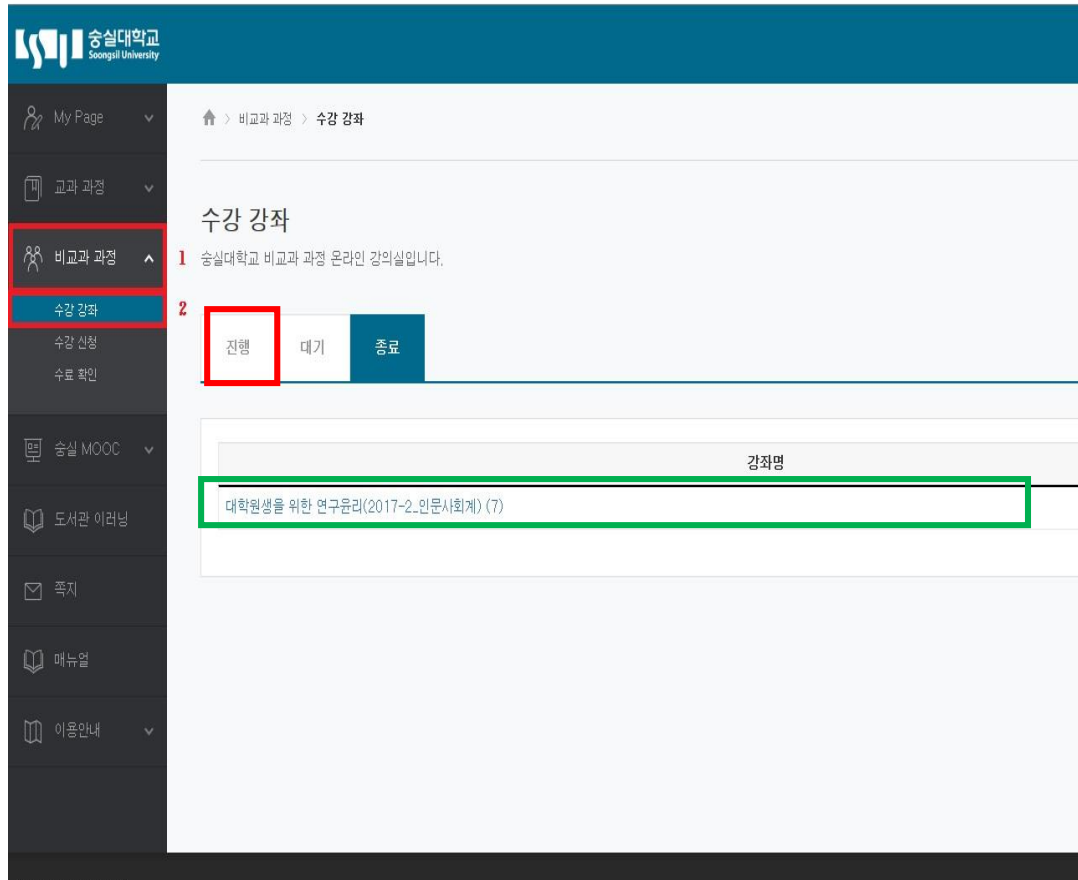 숭실대학교
Soongsil University
My Page
비교과 과정 > 수강 강좌
교과 과정
수강 강좌
비교과 과정
1
숭실대학교 비교과 과정 온라인 강의실입니다.
수강 강좌
2
수강 신청
수료 확인
진행 대기 종료
숭실 MOOC
강좌명
대학원생을 위한 연구윤리(2017-2_인문사회계) (7)
도서관 이러닝
쪽지
매뉴얼
이용안내